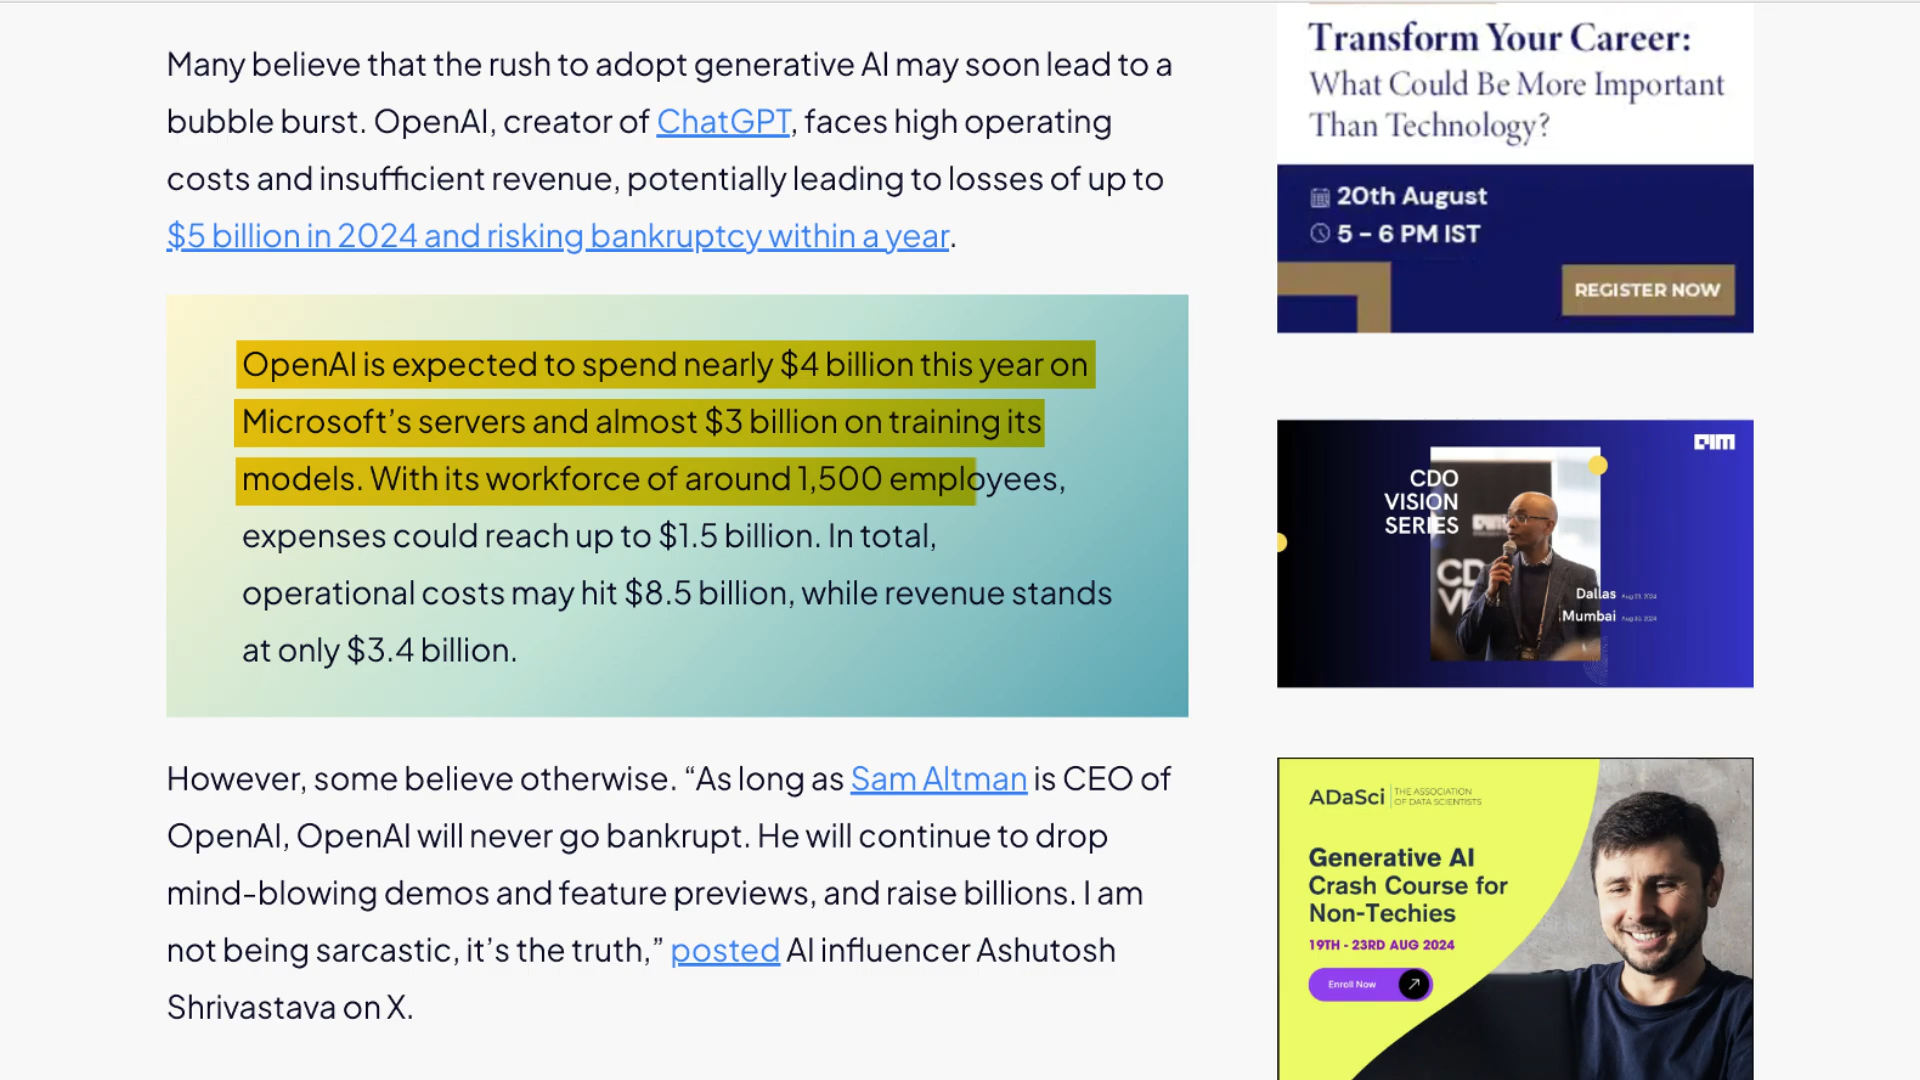 Many believe that the rush to adopt generative AI may soon lead to a
bubble burst. OpenAI, creator of ChatGPT, faces high operating
costs and insufficient revenue, potentially leading to losses of up to
$5 billion in 2024 and risking bankruptcy within a year.
OpenAI is expected to spend nearly $4 billion this year on
Microsoft’s servers and almost $3 billion on training its
models. With its workforce of around 1,500 employees,
expenses could reach up to $1.5 billion. In total,
operational costs may hit $8.5 billion, while revenue stands
at only $3.4 billion.
However, some believe otherwise. “As long as Sam Altman is CEO of
OpenAI, OpenAI will never go bankrupt. He will continue to drop
mind-blowing demos and feature previews, and raise billions. I am
not being sarcastic, it’s the truth,” posted AI influencer Ashutosh
Shrivastava on X.
Transform Your Career:
What Could Be More Important
Than Technology?
20th August
5 – 6 PM IST
REGISTER NOW
AIM
CDO
VISION
SERIES
Dallas
Mumbai
ADaSci
THE ASSOCIATION
OF DATA SCIENTISTS
Generative AI
Crash Course for
Non-Techies
19TH - 23RD AUG 2024
Enroll Now